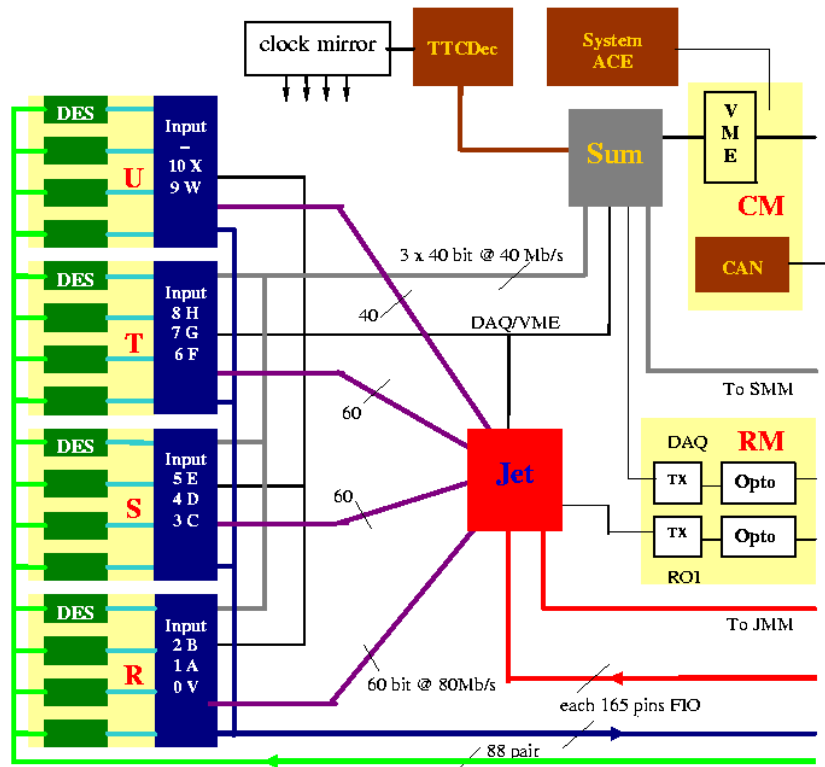 clock mirror
TTCDec
System
ACE
DES
Input
–
10 X
9 W
U
Sum
V
M
E
CM
CAN
3 x 40 bit @ 40 Mb/s
DES
Input
8 H
7 G
6 F
T
40
DAQ/VME
60
To SMM
DES
Input
5 E
4 D
3 C
S
60
Jet
DAQ
RM
TX
Opto
TX
Opto
ROI
DES
Input
2 B
1 A
0 V
R
60 bit @ 80Mb/s
To JMM
each 165 pins FIO
88 pair